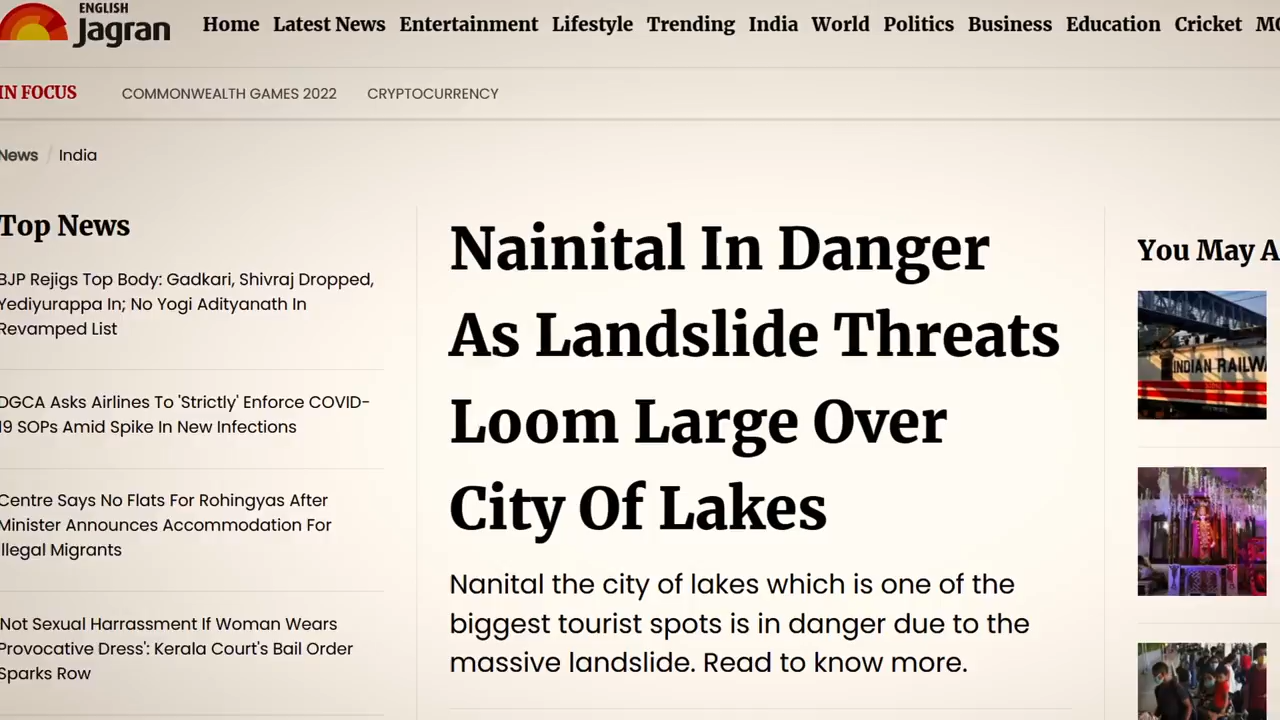 ENGLISH
Jagran
Home Latest News Entertainment Lifestyle Trending India World Politics Business Education Cricket
IN FOCUS COMMONWEALTH GAMES 2022 CRYPTOCURRENCY
News / India
Top News
BJP Rejigs Top Body: Gadkari, Shivraj Dropped,
Yediyurappa In; No Yogi Adityanath In
Revamped List
DGCA Asks Airlines To 'Strictly' Enforce COVID-
19 SOPs Amid Spike In New Infections
Centre Says No Flats For Rohingyas After
Minister Announces Accommodation For
Illegal Migrants
'Not Sexual Harrassment If Woman Wears
Provocative Dress': Kerala Court's Bail Order
Sparks Row
Nainital In Danger
As Landslide Threats
Loom Large Over
City Of Lakes
Nanital the city of lakes which is one of the
biggest tourist spots is in danger due to the
massive landslide. Read to know more.
You May A
INDIAN RAILW